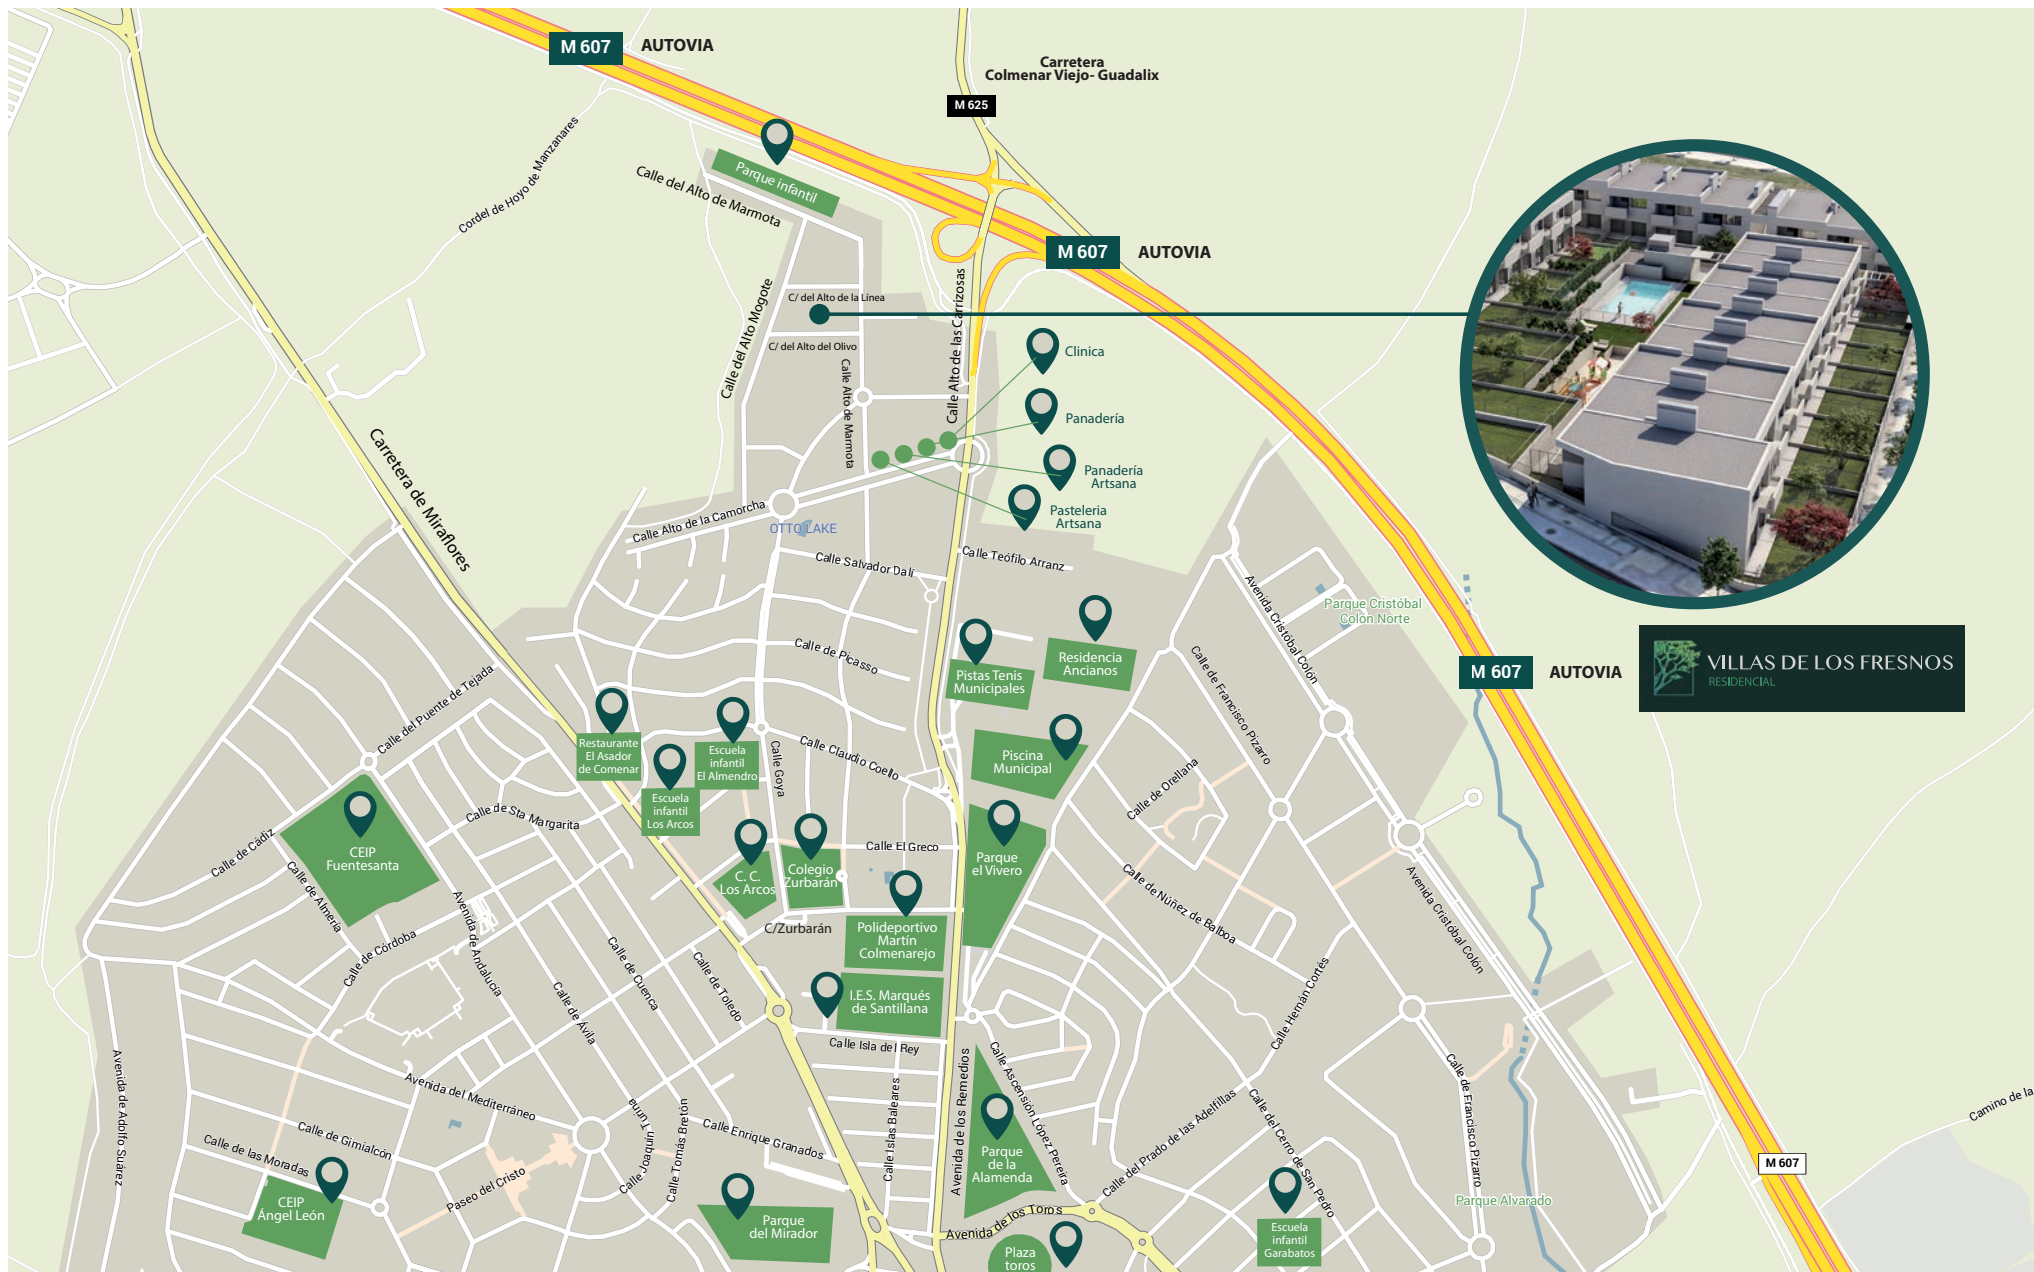 M 607
AUTOVIA
Carretera
Colmenar Viejo- Guadalix
M 625
Cordel de Hoyo de Manzanares
Parque infantil
Calle del Alto de Marmota
M 607
AUTOVIA
Calle del Alto Mogote
C/ del Alto de la Línea
Calle Alto de las Carrizosas
C/ del Alto del Olivo
Calle Alto de Marmota
Clinica
Panadería
Panadería
Artsana
Pasteleria
Artsana
Carretera de Miraflores
Calle Alto de la Camorcha
OTTO LAKE
Calle Salvador Dalí
Calle Teófilo Arranz
Avenida Cristóbal Colón
Parque Cristóbal
Colón Norte
Calle de Picasso
Pistas Tenis
Municipales
Residencia
Ancianos
Calle de Francisco Pizarro
M 607
AUTOVIA
VILLAS DE LOS FRESNOS
RESIDENCIAL
Calle del Puente de Tejada
Restaurante
El Asador
de Comenar
Escuela
infantil
El Almendro
Calle Goya
Calle Claudio Coello
Piscina
Municipal
Escuela
infantil
Los Arcos
Calle de Orellana
Calle de Sta Margarita
Calle de Cádiz
CEIP
Fuentesanta
Calle de Almería
C. C.
Los Arcos
Colegio
Zurbarán
Calle El Greco
Parque
el Vivero
Calle de Núñez de Balboa
Avenida Cristóbal Colón
Avenida de Andalucía
Calle de Córdoba
C/Zurbarán
Polideportivo
Martín
Colmenarejo
Calle de Cuenca
Calle de Toledo
Calle de Ávila
I.E.S. Marqués
de Santillana
Calle Hernán Cortés
Calle Isla del Rey
Avenida de Adolfo Suárez
Avenida del Mediterráneo
Calle Joaquín Turina
Calle Tomás Bretón
Calle Enrique Granados
Calle Islas Baleares
Avenida de los Remedios
Calle Ascensión López Pereira
Parque
de la
Alamenda
Calle del Prado de las Adelfillas
Calle del Cerro de San Pedro
Calle de Francisco Pizarro
Camino de la
M 607
Calle de Gimialcón
Calle de las Moradas
CEIP
Ángel León
Paseo del Cristo
Parque
del Mirador
Avenida de los Toros
Plaza
toros
Escuela
infantil
Garabatos
Parque Alvarado